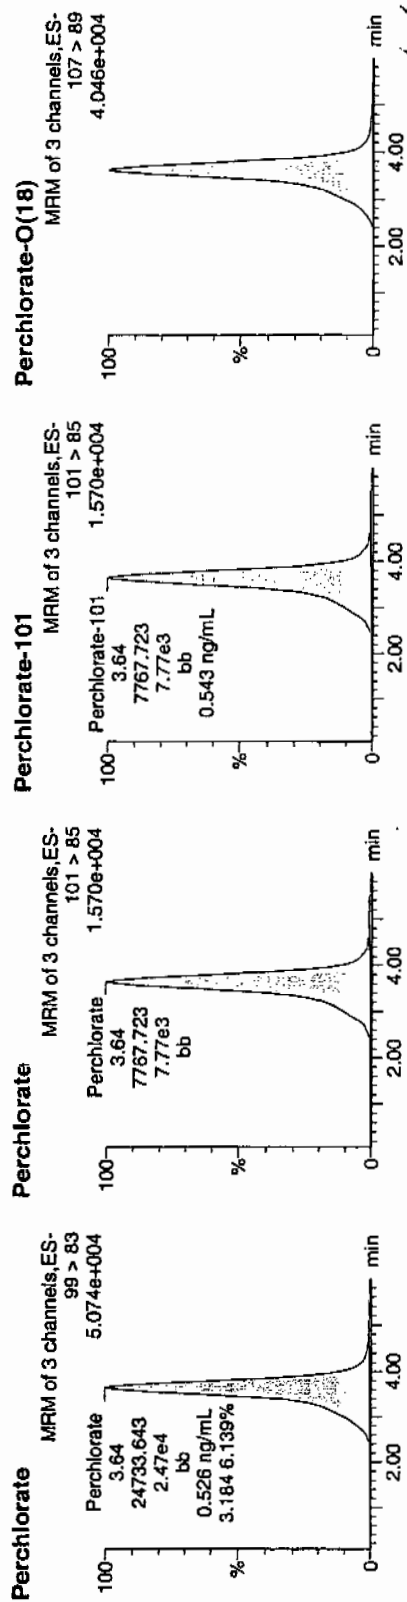 Perchlorate
MRM of 3 channels,ES-
99 > 83
5.074e+004
100
Perchlorate
3.64
24733.643
2.47e4
bb
0.526 ng/mL
3.184 6.139%
%
0
2.00
4.00
min
Perchlorate
MRM of 3 channels,ES-
101 > 85
1.570e+004
100
Perchlorate
3.64
7767.723
7.77e3
bb
%
0
2.00
4.00
min
Perchlorate-101
MRM of 3 channels,ES-
101 > 85
1.570e+004
100
Perchlorate-101
3.64
7767.723
7.77e3
bb
0.543 ng/mL
%
0
2.00
4.00
min
Perchlorate-O(18)
MRM of 3 channels,ES-
107 > 89
4.046e+004
100
%
0
2.00
4.00
min